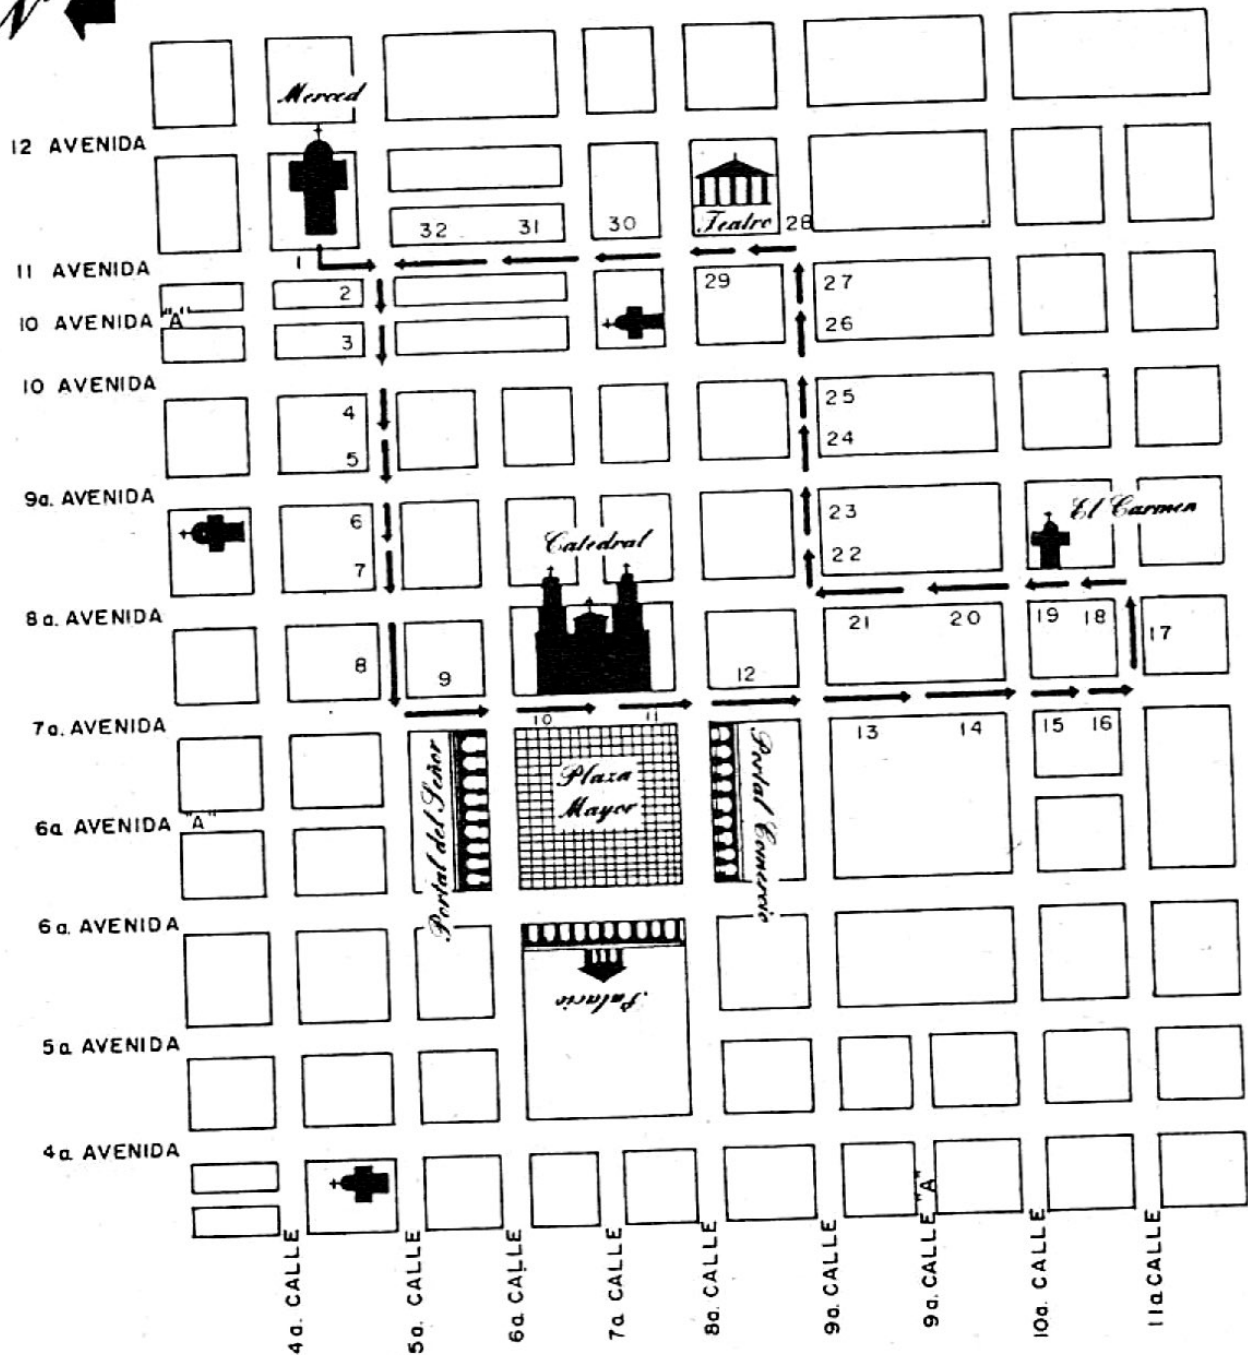 N
Merced
12 AVENIDA
32 31 30 Teatro 28
11 AVENIDA 1
2 29 27
10 AVENIDA "A" 26
3
10 AVENIDA
4 25
5 24
9a. AVENIDA
6 Catedral 23 El Carmen
7 22
8a. AVENIDA
8 9 12 21 20 19 18 17
7a. AVENIDA
10 11 13 14 15 16
Portal del Señor
Plaza
Mayor
Portal Comercio
6a AVENIDA "A"
6a. AVENIDA
Palacio
5a AVENIDA
4a AVENIDA
4a. CALLE
5a. CALLE
6a CALLE
7a CALLE
8a. CALLE
9a. CALLE
9a. CALLE "A"
10a. CALLE
11a CALLE